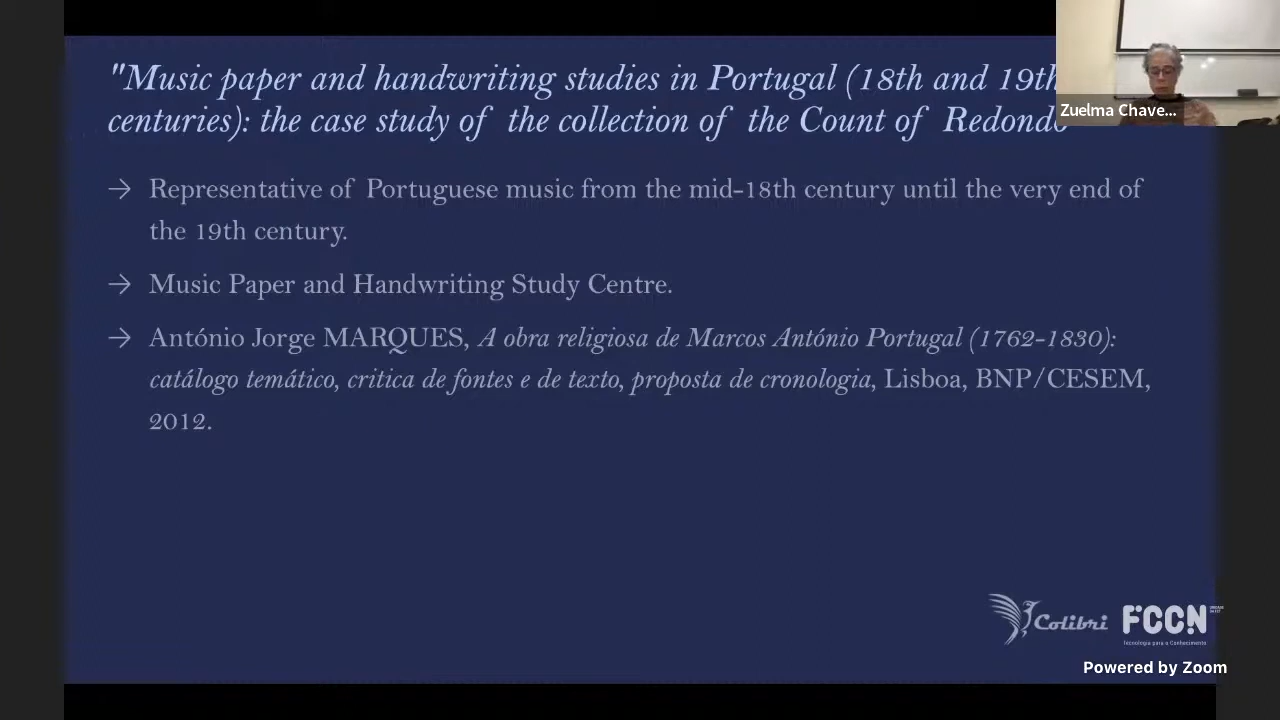 "Music paper and handwriting studies in Portugal (18th and 19th
centuries): the case study of the collection of the Count of Redondo
Zuelma Chave...
→ Representative of Portuguese music from the mid-18th century until the very end of
the 19th century.
→ Music Paper and Handwriting Study Centre.
→ António Jorge MARQUES, A obra religiosa de Marcos António Portugal (1762-1830):
catálogo temático, critica de fontes e de texto, proposta de cronologia, Lisboa, BNP/CESEM,
2012.
Colibri FCCN
Tecnologia para o Conhecimento
Powered by Zoom